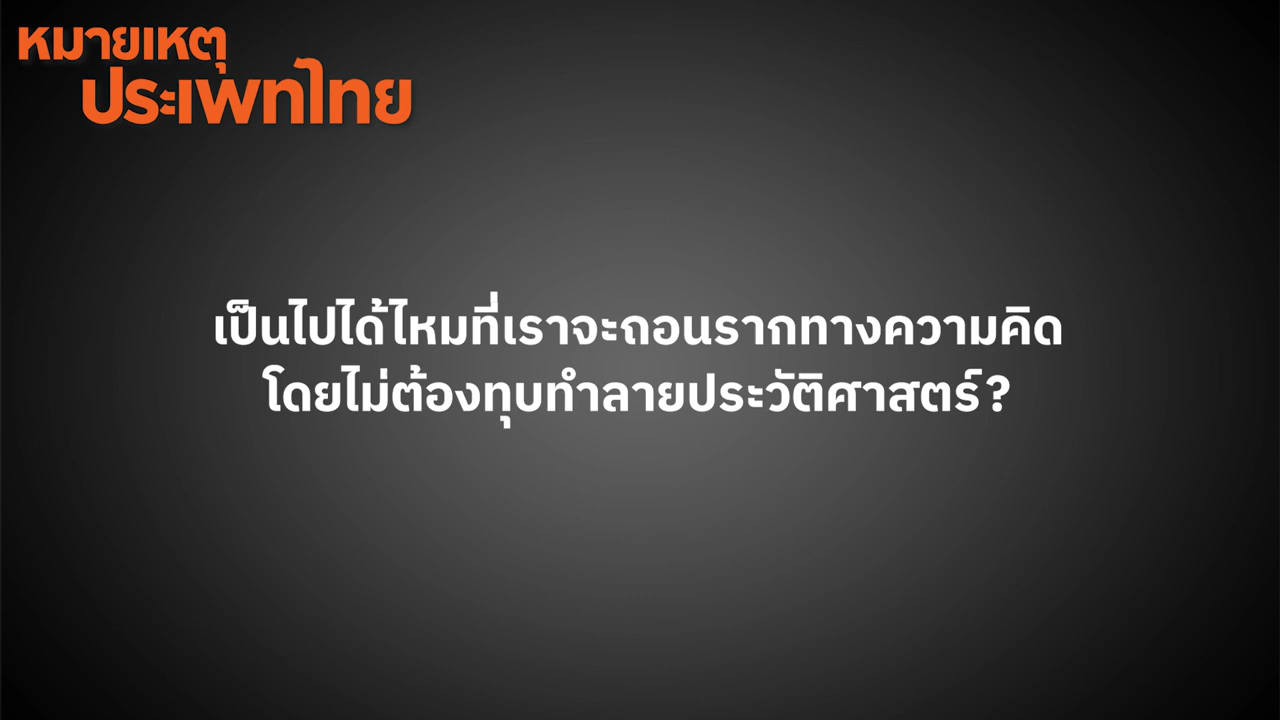 หมายเหตุ
ประเพทไทย
เป็นไปได้ไหมที่เราจะถอนรากทางความคิด
โดยไม่ต้องทุบทำลายประวัติศาสตร์?